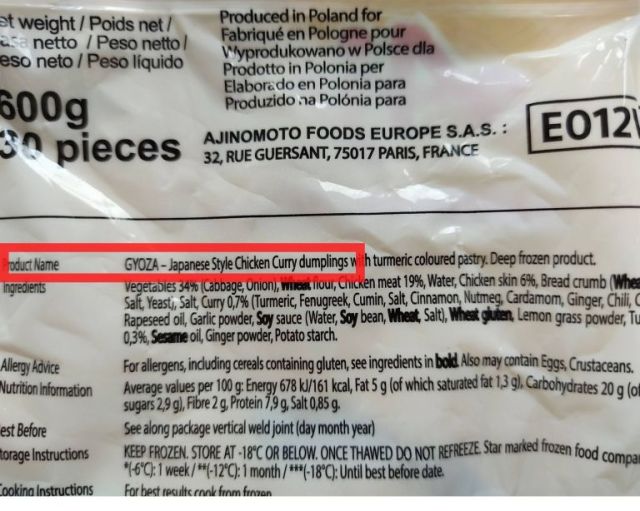 et weight / Poids net /
netto / Peso netto /
eso neto / Peso líquido
600g
30 pieces
Produced in Poland for
Fabriqué en Pologne pour
Wyprodukowano w Polsce dla
Prodotto in Polonia per
Elaborado en Polonia para
Produzido na Polónia para
AJINOMOTO FOODS EUROPE S.A.S. :
32, RUE GUERSANT, 75017 PARIS, FRANCE
E012
Product Name GYOZA – Japanese Style Chicken Curry dumplings with turmeric coloured pastry. Deep frozen product.
Ingredients Vegetables 34% (Cabbage, Onion), Wheat flour, Chicken meat 19%, Water, Chicken skin 6%, Bread crumb (Whea
Salt, Yeast), Salt, Curry 0,7% (Turmeric, Fenugreek, Cumin, Salt, Cinnamon, Nutmeg, Cardamom, Ginger, Chili, C
Rapeseed oil, Garlic powder, Soy sauce (Water, Soy bean, Wheat, Salt), Wheat gluten, Lemon grass powder, Tu
0,3%, Sesame oil, Ginger powder, Potato starch.
Allergy Advice For allergens, including cereals containing gluten, see ingredients in bold. Also may contain Eggs, Crustaceans.
Nutrition Information Average values per 100 g: Energy 678 kJ/161 kcal, Fat 5 g (of which saturated fat 1,3 g), Carbohydrates 20 g (of
sugars 2,9 g), Fibre 2 g, Protein 7,9 g, Salt 0,85 g.
est Before See along package vertical weld joint (day month year)
torage Instructions KEEP FROZEN. STORE AT -18°C OR BELOW. ONCE THAWED DO NOT REFREEZE. Star marked frozen food compa
*(-6°C): 1 week / **(-12°C): 1 month / ***(-18°C): Until best before date.
Cooking Instructions For best results cook from frozen